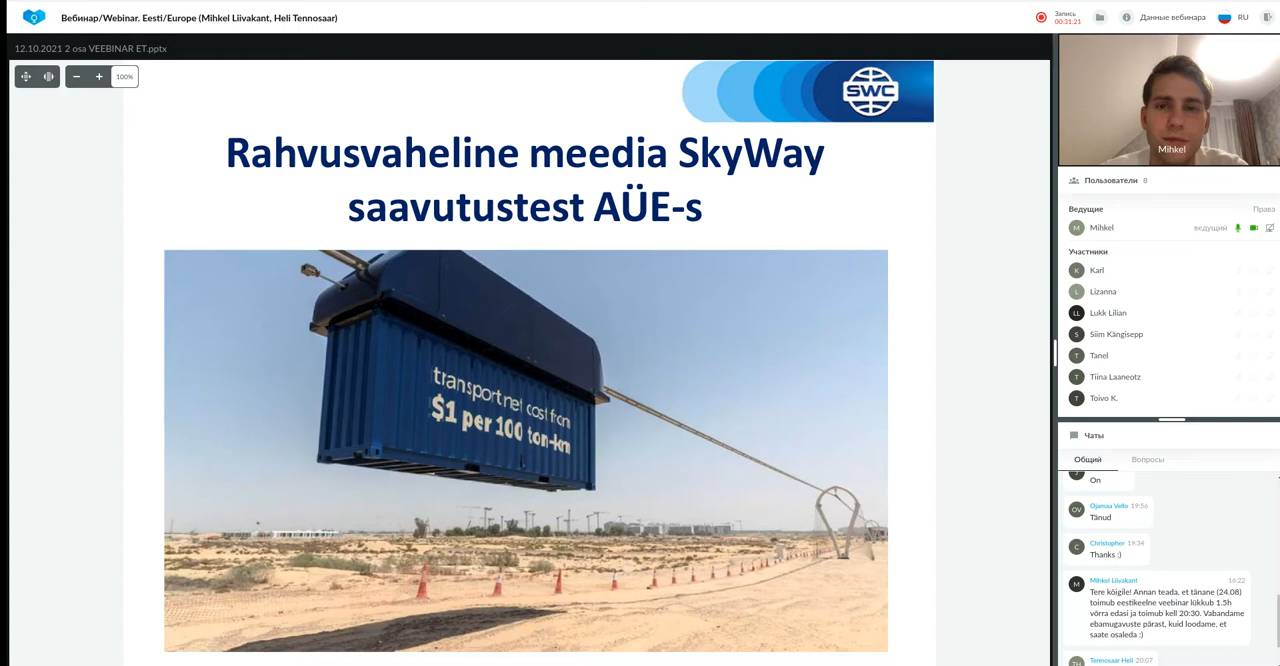 Вебинар/Webinar. Eesti/Europe (Mihkel Liivakant, Heli Tennosaar)
Запись
00:31:21
Данные вебинара
RU
12.10.2021 2 osa VEEBINAR ET.pptx
100%
SWC
Rahvusvaheline meedia SkyWay
saavutustest AÜE-s
transport net cost from
$1 per 100 ton-km
Mihkel
Пользователи 8
Ведущие Права
M Mihkel ведущий
Участники
K Karl
L Lizanna
LL Lukk Lilian
S Siim Kängisepp
T Tanel
T Tiina Laaneotz
T Toivo K.
Чаты
Общий Вопросы
On
OV Ojamaa Vello 19:56
Tänud
C Christopher 19:34
Thanks :)
M Mihkel Liivakant 16:22
Tere kõigile! Annan teada, et tänane (24.08)
toimub eestikeelne veebinar lükkub 1.5h
võrra edasi ja toimub kell 20:30. Vabandame
ebamugavuste pärast, kuid loodame, et
saate osaleda :)
TH Tennosaar Heli 20:07